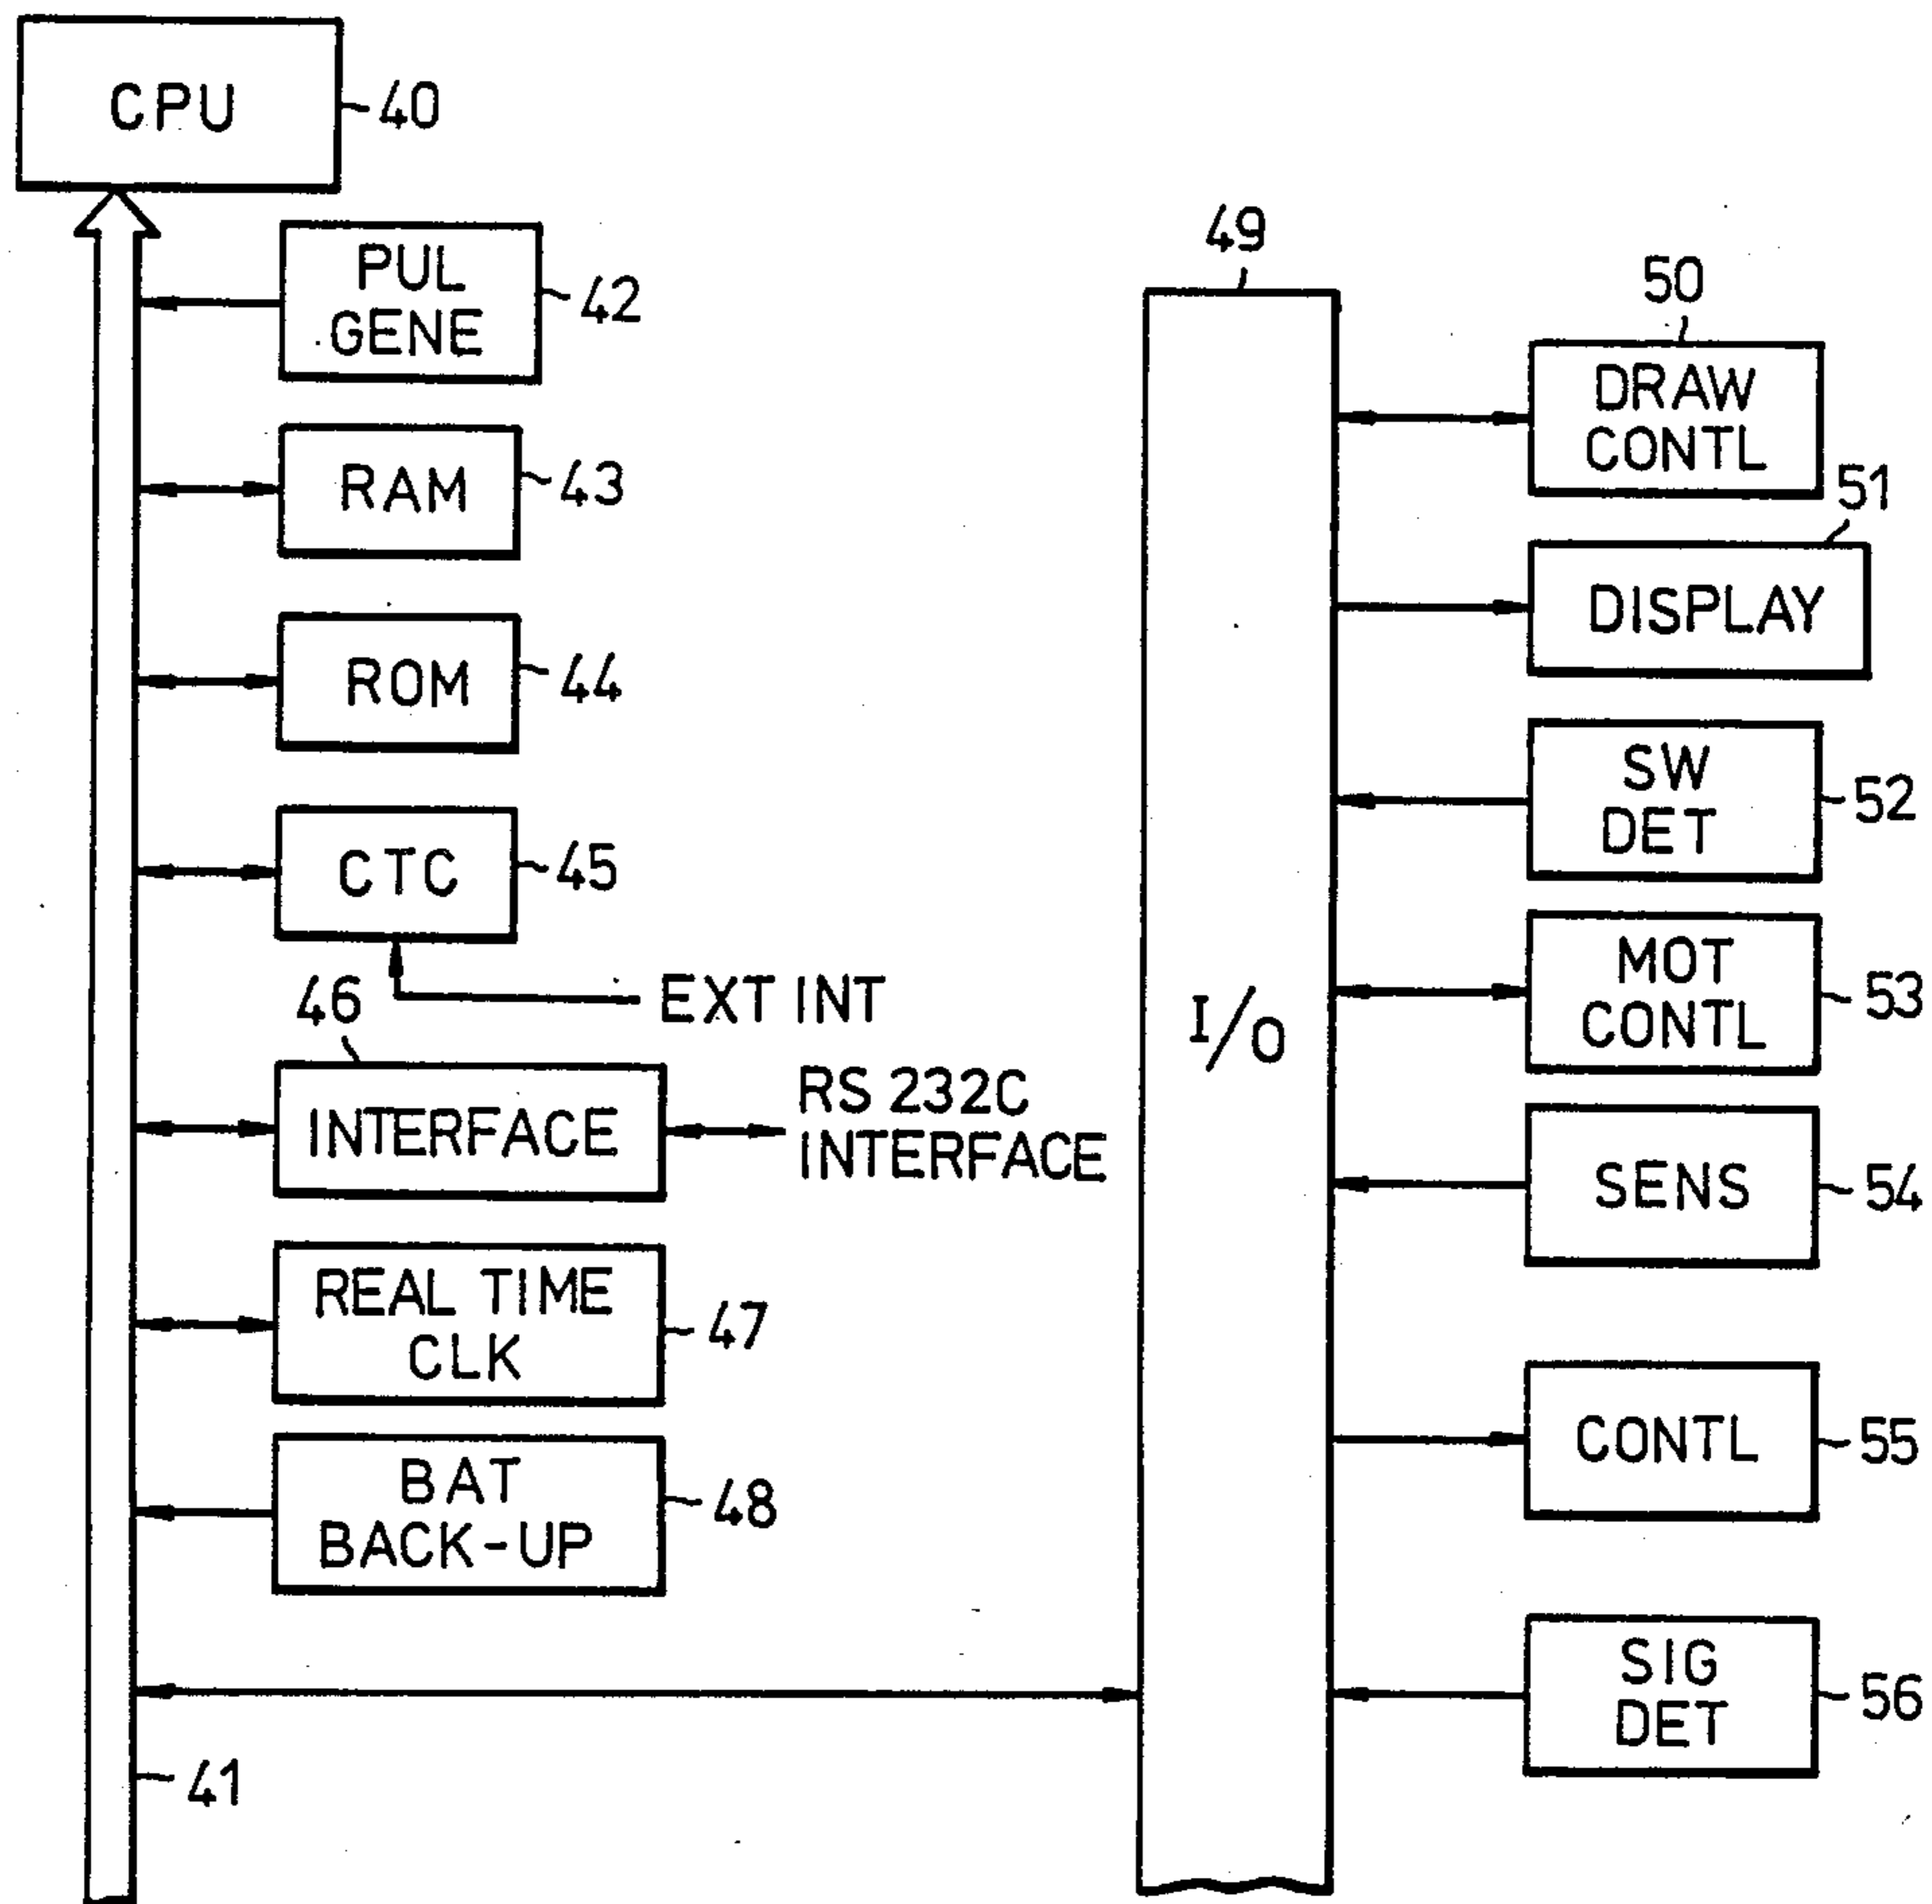 CPU
40
PUL
GENE
42
RAM
43
ROM
44
CTC
45
EXT INT
46
INTERFACE
RS 232C
INTERFACE
REAL TIME
CLK
47
BAT
BACK-UP
48
41
49
I/O
50
DRAW
CONTL
51
DISPLAY
SW
DET
52
MOT
CONTL
53
SENS
54
CONTL
55
SIG
DET
56